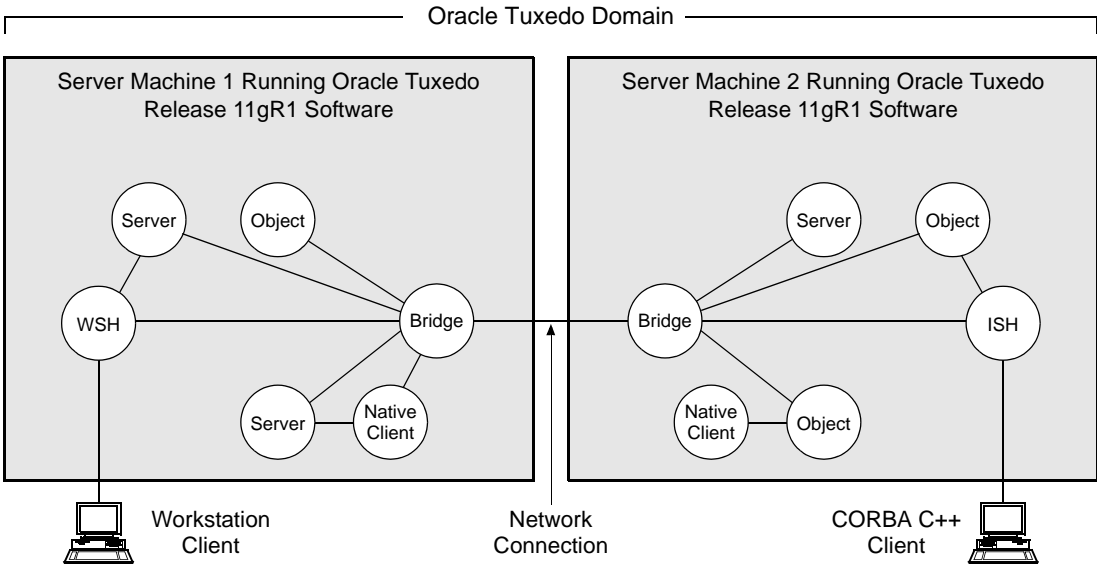 Oracle Tuxedo Domain
Server Machine 1 Running Oracle Tuxedo
Release 11gR1 Software
Server Machine 2 Running Oracle Tuxedo
Release 11gR1 Software
Server
Object
Server
Object
WSH
Bridge
Bridge
ISH
Server
Native
Client
Native
Client
Object
Workstation
Client
Network
Connection
CORBA C++
Client